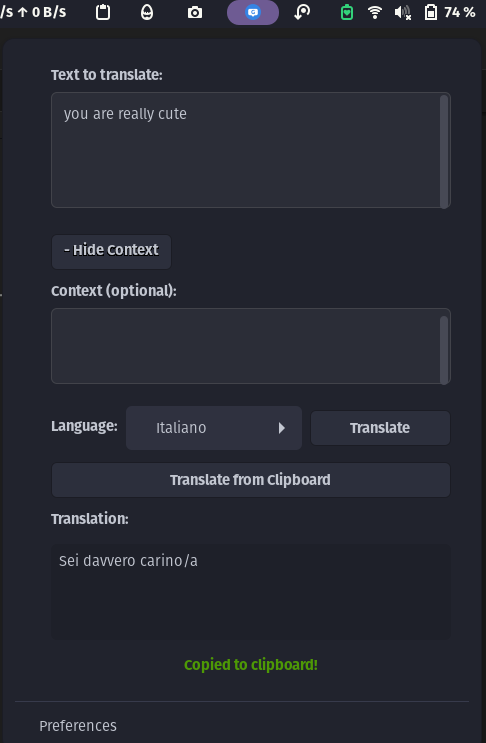 /s ↑ 0 B/s 74 %
Text to translate:
you are really cute
- Hide Context
Context (optional):
Language: Italiano Translate
Translate from Clipboard
Translation:
Sei davvero carino/a
Copied to clipboard!
Preferences